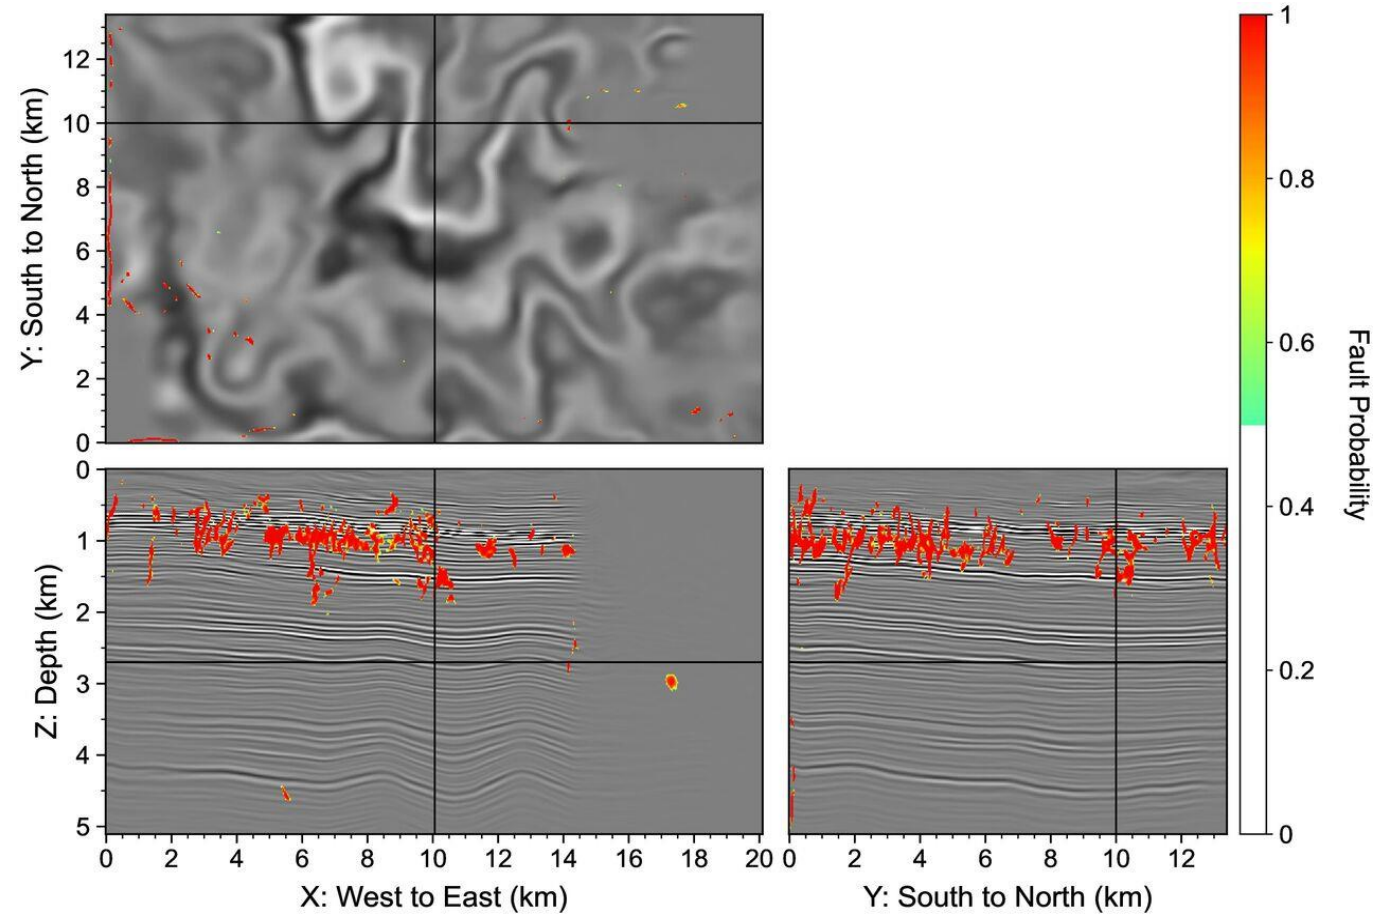 12
10
8
6
4
2
0
Y: South to North (km)
0
1
2
3
4
5
Z: Depth (km)
0 2 4 6 8 10 12 14 16 18 20
X: West to East (km)
0 2 4 6 8 10 12
Y: South to North (km)
1
0.8
0.6
0.4
0.2
0
Fault Probability